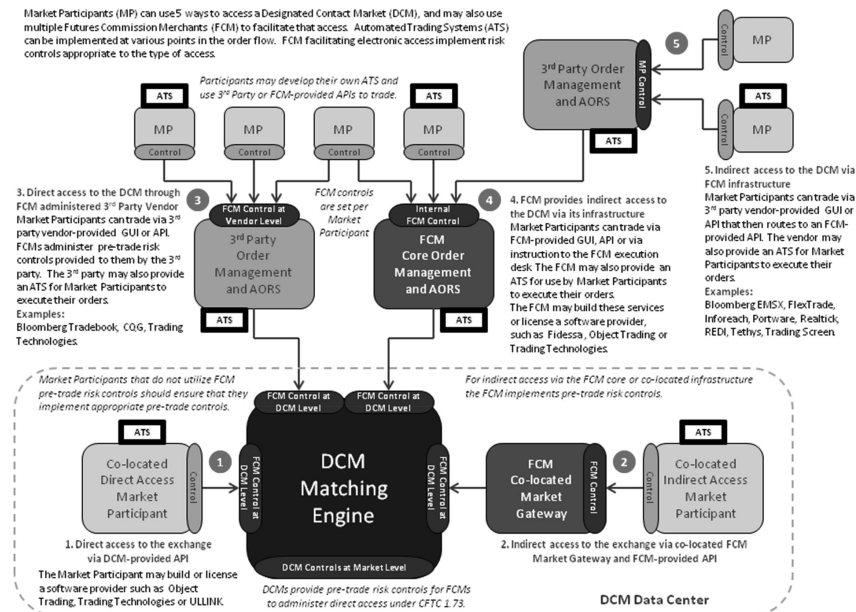 Market Participants (MP) can use 5 ways to access a Designated Contact Market (DCM), and may also use
multiple Futures Commission Merchants (FCM) to facilitate that access. Automated Trading Systems (ATS)
can be implemented at various points in the order flow. FCM facilitating electronic access implement risk
controls appropriate to the type of access.
Participants may develop their own ATS and
use 3rd Party or FCM-provided APIs to trade.
ATS
MP
Control
MP
Control
MP
Control
ATS
MP
Control
3rd Party Order
Management
and AORS
MP Control
ATS
5
Control
MP
ATS
Control
MP
3. Direct access to the DCM through
FCM administered 3rd Party Vendor
Market Participants can trade via 3rd
party vendor-provided GUI or API.
FCMs administer pre-trade risk
controls provided to them by the 3rd
party. The 3rd party may also provide
an ATS for Market Participants to
execute their orders.
Examples:
Bloomberg Tradebook, CQG, Trading
Technologies.
3
FCM Control at
Vendor Level
3rd Party
Order
Management
and AORS
ATS
FCM controls
are set per
Market
Participant
4
Internal
FCM Control
FCM
Core Order
Management
and AORS
ATS
4. FCM provides indirect access to
the DCM via its infrastructure
Market Participants can trade via
FCM-provided GUI, API or via
instruction to the FCM execution
desk The FCM may also provide an
ATS for use by Market Participants
to execute their orders.
The FCM may build these services
or license a software provider,
such as Fidessa, Object Trading or
Trading Technologies.
5. Indirect access to the DCM via
FCM infrastructure
Market Participants can trade via
3rd party vendor-provided GUI or
API that then routes to an FCM-
provided API. The vendor may
also provide an ATS for Market
Participants to execute their
orders.
Examples:
Bloomberg EMSX, FlexTrade,
Inforeach, Portware, Realtick,
REDI, Tethys, Trading Screen.
Market Participants that do not utilize FCM
pre-trade risk controls should ensure that they
implement appropriate pre-trade controls.
For indirect access via the FCM core or co-located infrastructure
the FCM implements pre-trade risk controls.
ATS
Co-located
Direct Access
Market
Participant
Control
1
FCM Control at
DCM Level
FCM Control at
DCM Level
FCM Control at
DCM Level
DCM
Matching
Engine
FCM Control at
DCM Level
DCM Controls at Market Level
FCM
Co-located
Market
Gateway
FCM Control
2
ATS
Control
Co-located
Indirect Access
Market
Participant
1. Direct access to the exchange
via DCM-provided API
The Market Participant may build or license
a software provider such as Object
Trading, Trading Technologies or ULLINK.
DCMs provide pre-trade risk controls for FCMs
to administer direct access under CFTC 1.73.
2. Indirect access to the exchange via co-located FCM
Market Gateway and FCM-provided API
DCM Data Center